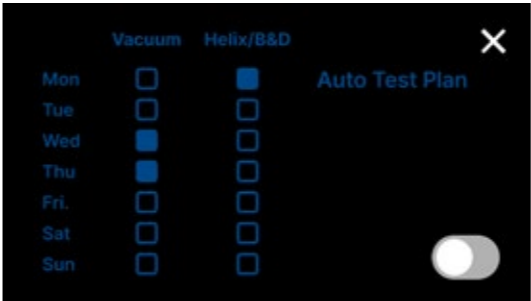 Vacuum Helix/B&D
Mon Auto Test Plan
Tue
Wed
Thu
Fri.
Sat
Sun